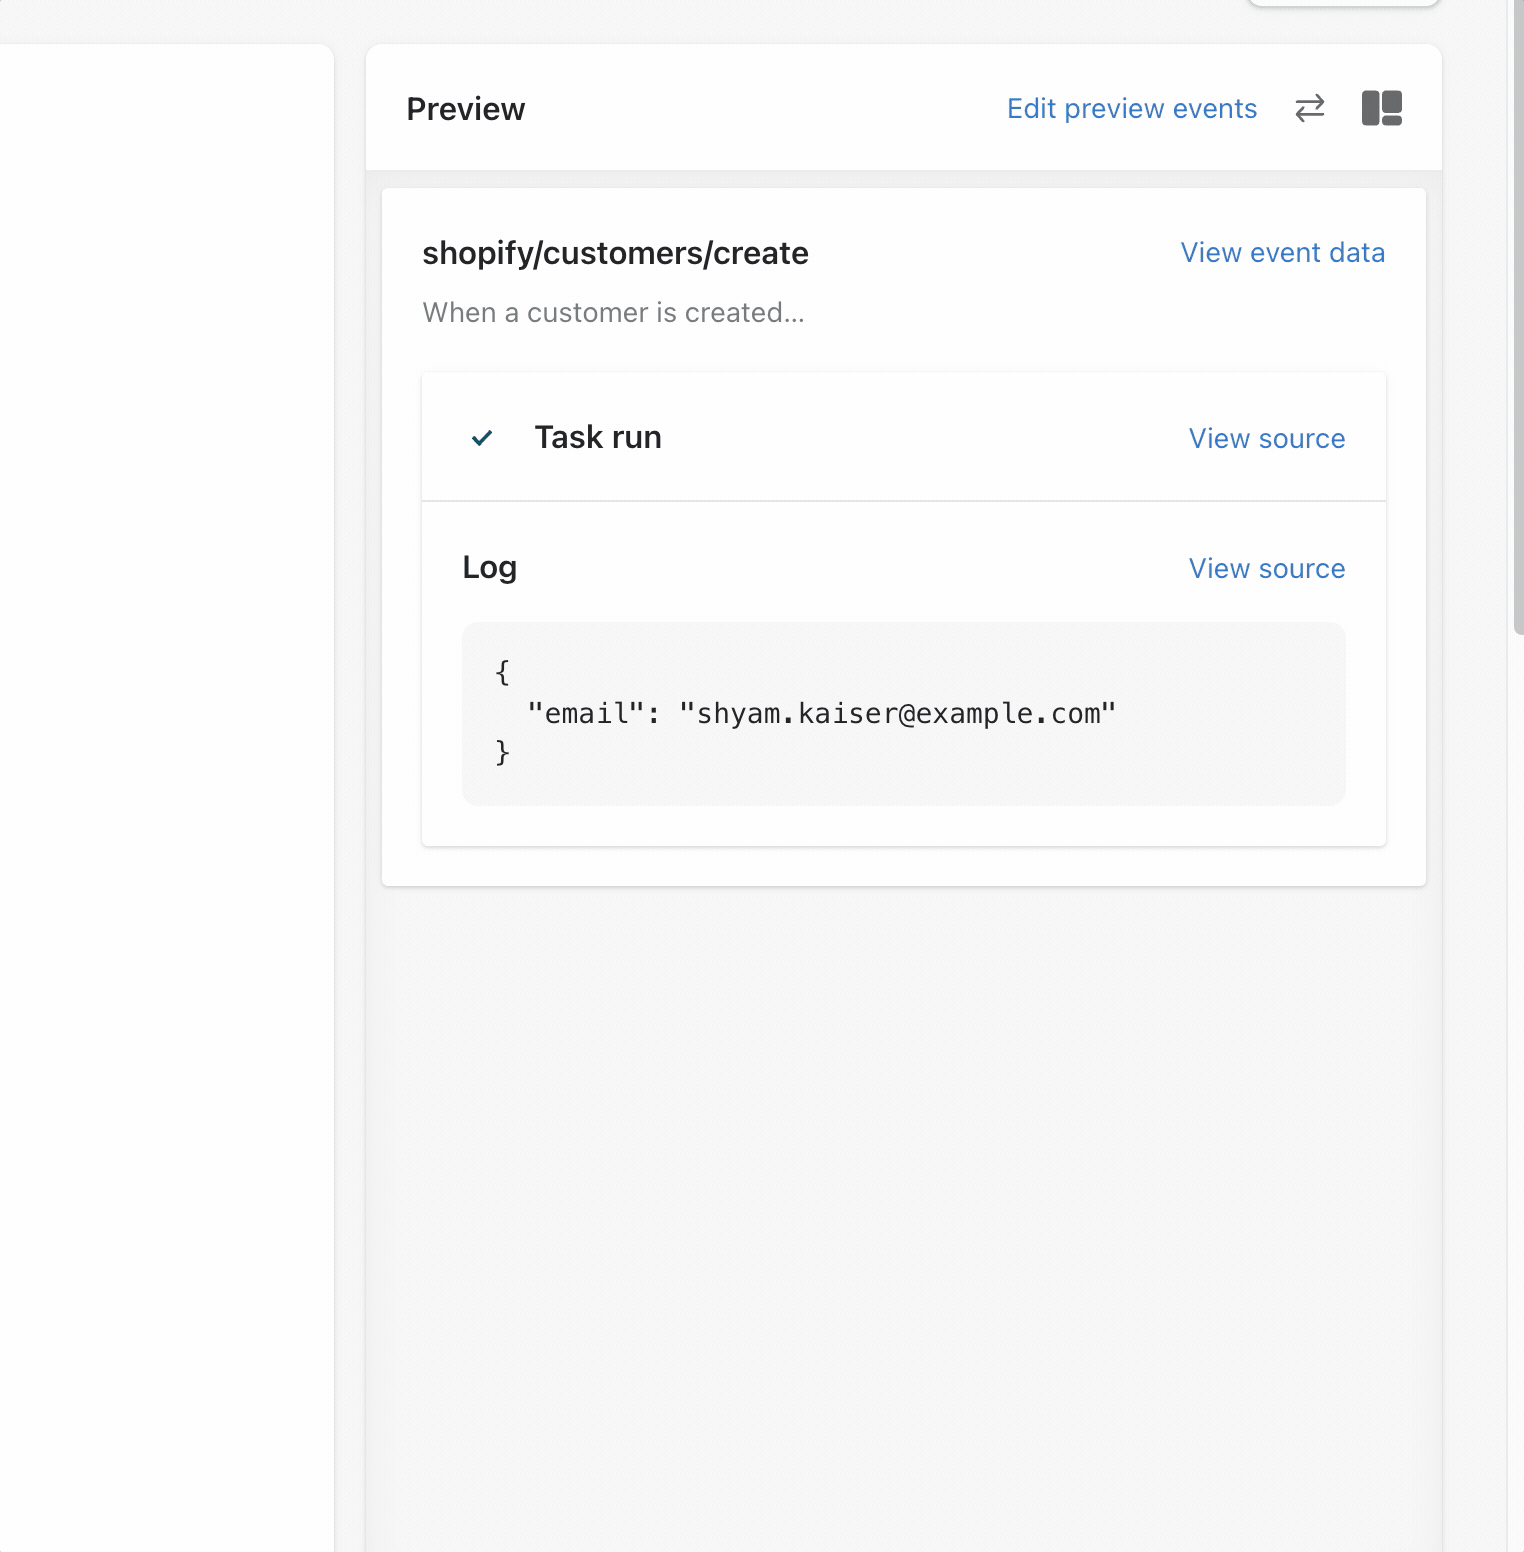 Preview
Edit preview events
shopify/customers/create
View event data
When a customer is created...
Task run
View source
Log
View source
{
"email": "shyam.kaiser@example.com"
}